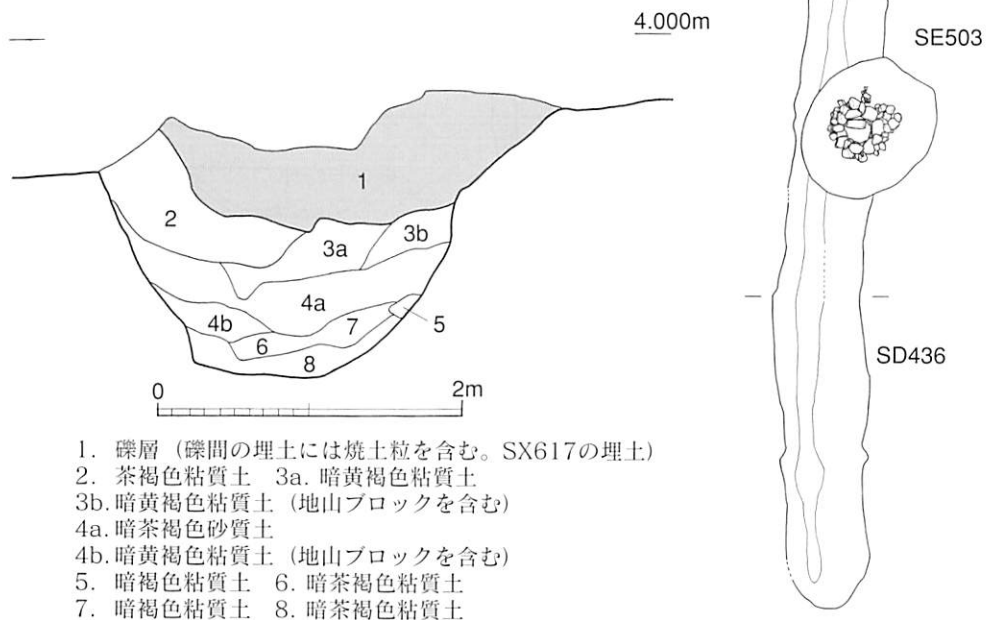 4.000m
SE503
1
2
3a
3b
4a
4b
5
6
7
8
SD436
0 2m
1. 礫層（礫間の埋土には焼土粒を含む。SX617の埋土）
2. 茶褐色粘質土 3a. 暗黄褐色粘質土
3b. 暗黄褐色粘質土（地山ブロックを含む）
4a. 暗茶褐色砂質土
4b. 暗黄褐色粘質土（地山ブロックを含む）
5. 暗褐色粘質土 6. 暗茶褐色粘質土
7. 暗褐色粘質土 8. 暗茶褐色粘質土